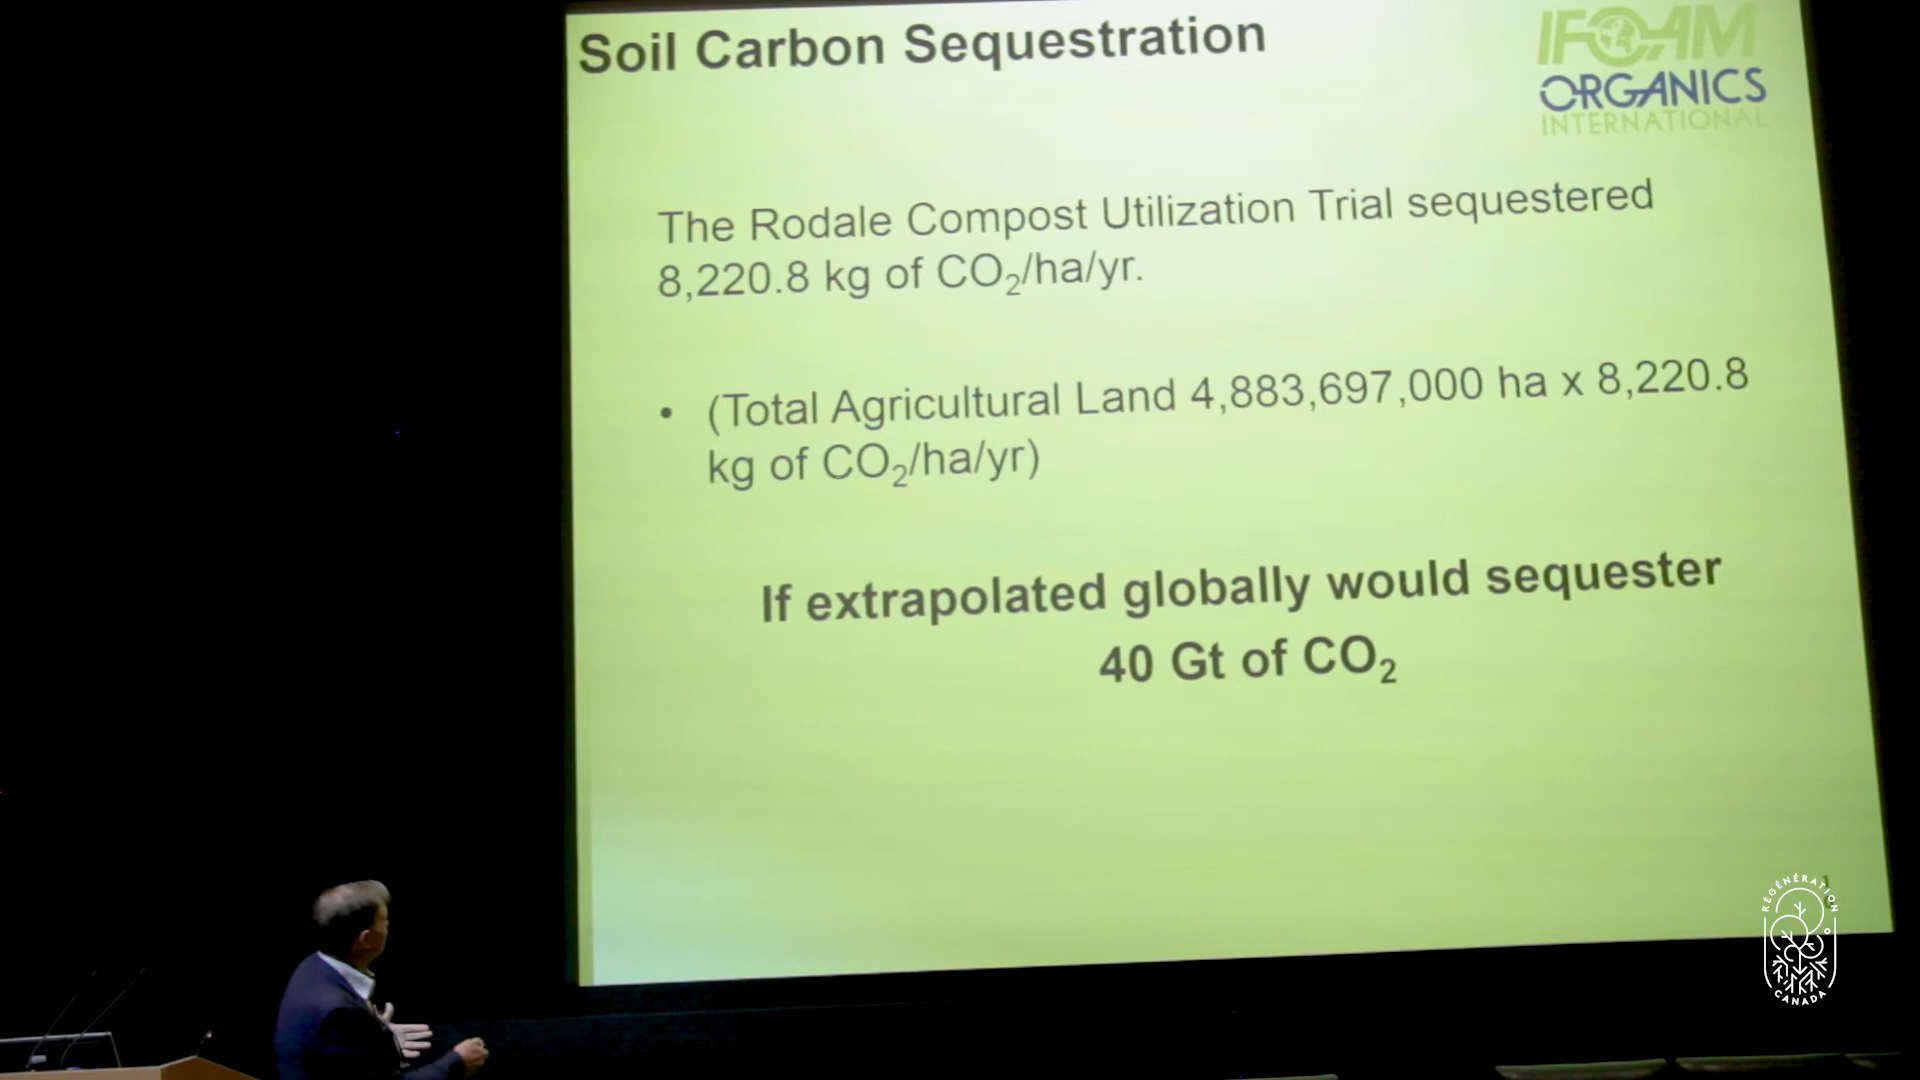 Soil Carbon Sequestration
IFOAM
ORGANICS
INTERNATIONAL
The Rodale Compost Utilization Trial sequestered
8,220.8 kg of CO₂/ha/yr.
• (Total Agricultural Land 4,883,697,000 ha x 8,220.8
kg of CO₂/ha/yr)
If extrapolated globally would sequester
40 Gt of CO₂
RÉGÉNÉRATION
CANADA